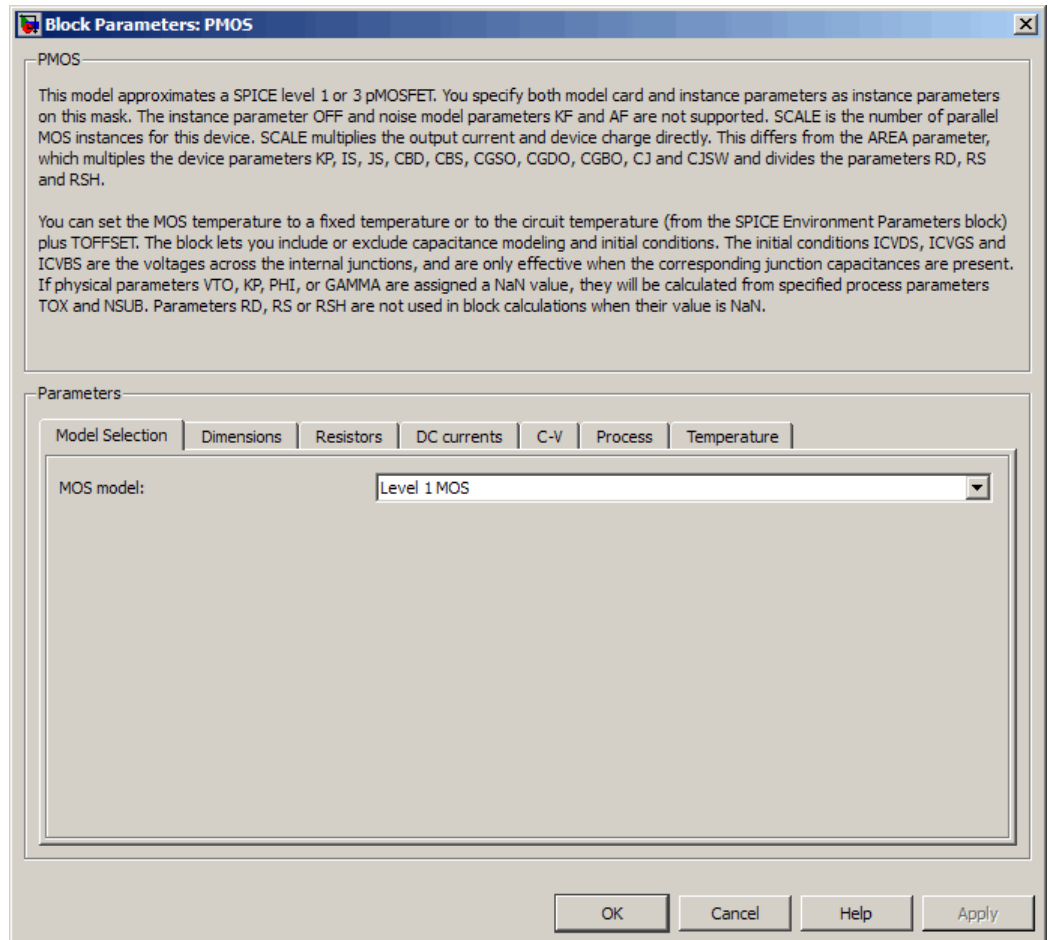 Block Parameters: PMOS
PMOS
This model approximates a SPICE level 1 or 3 pMOSFET. You specify both model card and instance parameters as instance parameters
on this mask. The instance parameter OFF and noise model parameters KF and AF are not supported. SCALE is the number of parallel
MOS instances for this device. SCALE multiplies the output current and device charge directly. This differs from the AREA parameter,
which multiples the device parameters KP, IS, JS, CBD, CBS, CGSO, CGDO, CGBO, CJ and CJSW and divides the parameters RD, RS
and RSH.
You can set the MOS temperature to a fixed temperature or to the circuit temperature (from the SPICE Environment Parameters block)
plus TOFFSET. The block lets you include or exclude capacitance modeling and initial conditions. The initial conditions ICVDS, ICVGS and
ICVBS are the voltages across the internal junctions, and are only effective when the corresponding junction capacitances are present.
If physical parameters VTO, KP, PHI, or GAMMA are assigned a NaN value, they will be calculated from specified process parameters
TOX and NSUB. Parameters RD, RS or RSH are not used in block calculations when their value is NaN.
Parameters
Model Selection Dimensions Resistors DC currents C-V Process Temperature
MOS model: Level 1 MOS
OK Cancel Help Apply